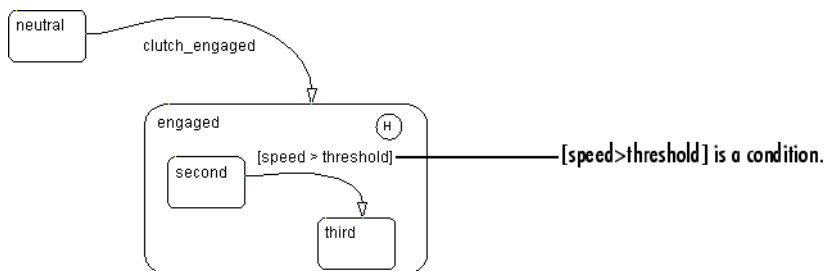 neutral
clutch_engaged
engaged
H
[speed > threshold]
[speed>threshold] is a condition.
second
third